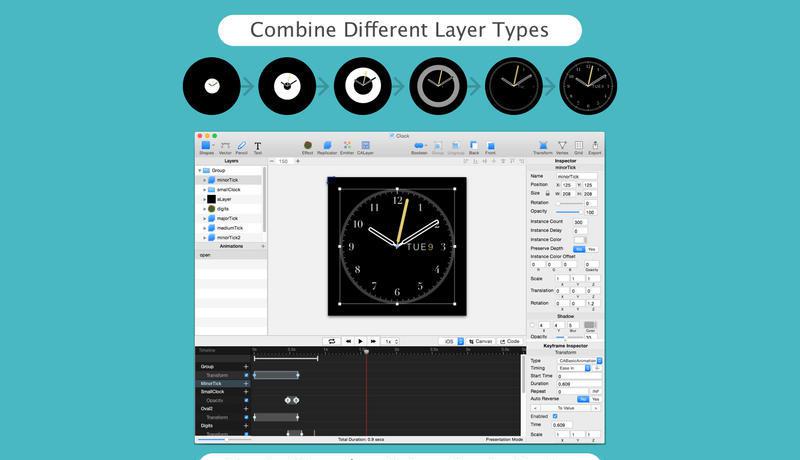 Combine Different Layer Types
Clock
Shapes Vector Pencil Text
Effect Replicator Emitter CALayer
Boolean Group Ungroup Back Front
Transform Vertex Grid Export
Layers
150
Inspector
minorTick
Group
minorTick
smallClock
aLayer
digits
majorTick
mediumTick
minorTick2
Animations
open
12
11
1
10
2
9
TUE9
3
8
4
7
5
6
Name minorTick
Position X: 125 Y: 125
Size W: 208 H: 208
Rotation 0
Opacity 100
Instance Count 300
Instance Delay 0
Instance Color
Preserve Depth No Yes
Instance Color Offset
0 0 0 0
R G B Opacity
Scale 1 1 1
X Y Z
Translation 0 0 0
X Y Z
Rotation 0 0 1.2
X Y Z
Shadow
4 4 5
X Y Blur Color
Opacity
1x
iOS Canvas Code
Timeline
Group
Transform
MinorTick
SmallClock
Opacity
Oval2
Transform
Digits
Total Duration: 0.9 secs
Presentation Mode
Keyframe Inspector
Transform
Type CABasicAnimation
Timing Ease in
Start Time 0
Duration 0.609
Repeat 0 INF
Auto Reverse No Yes
< To Value >
Enabled
Time 0.609
Scale 1 1 1
X Y Z